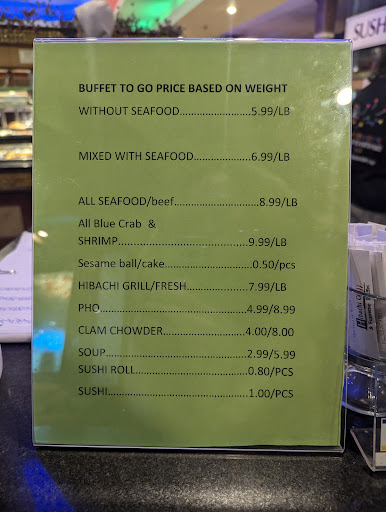 SUSHI
BUFFET TO GO PRICE BASED ON WEIGHT
WITHOUT SEAFOOD.........................5.99/LB
MIXED WITH SEAFOOD....................6.99/LB
ALL SEAFOOD/beef..............................8.99/LB
All Blue Crab &
SHRIMP..............................................9.99/LB
Sesame ball/cake...............................0.50/pcs
HIBACHI GRILL/FRESH......................7.99/LB
PHO....................................................4.99/8.99
CLAM CHOWDER.............................4.00/8.00
SOUP..................................................2.99/5.99
SUSHI ROLL........................................0.80/PCS
SUSHI.................................................1.00/PCS